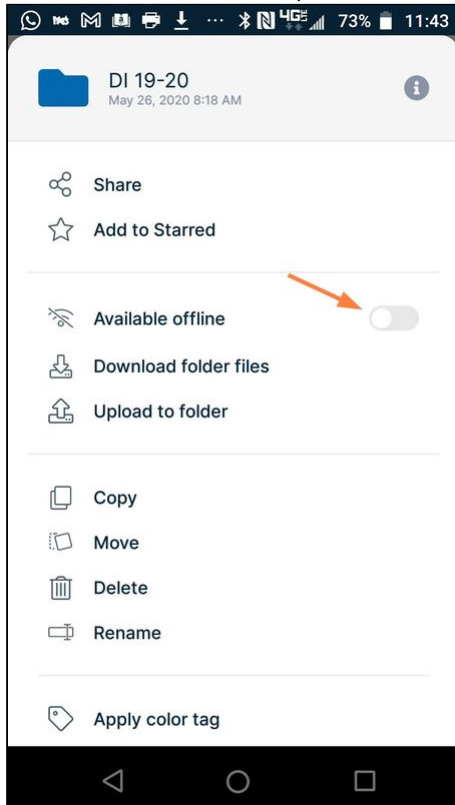 4GE 73% 11:43
DI 19-20
May 26, 2020 8:18 AM
Share
Add to Starred
Available offline
Download folder files
Upload to folder
Copy
Move
Delete
Rename
Apply color tag